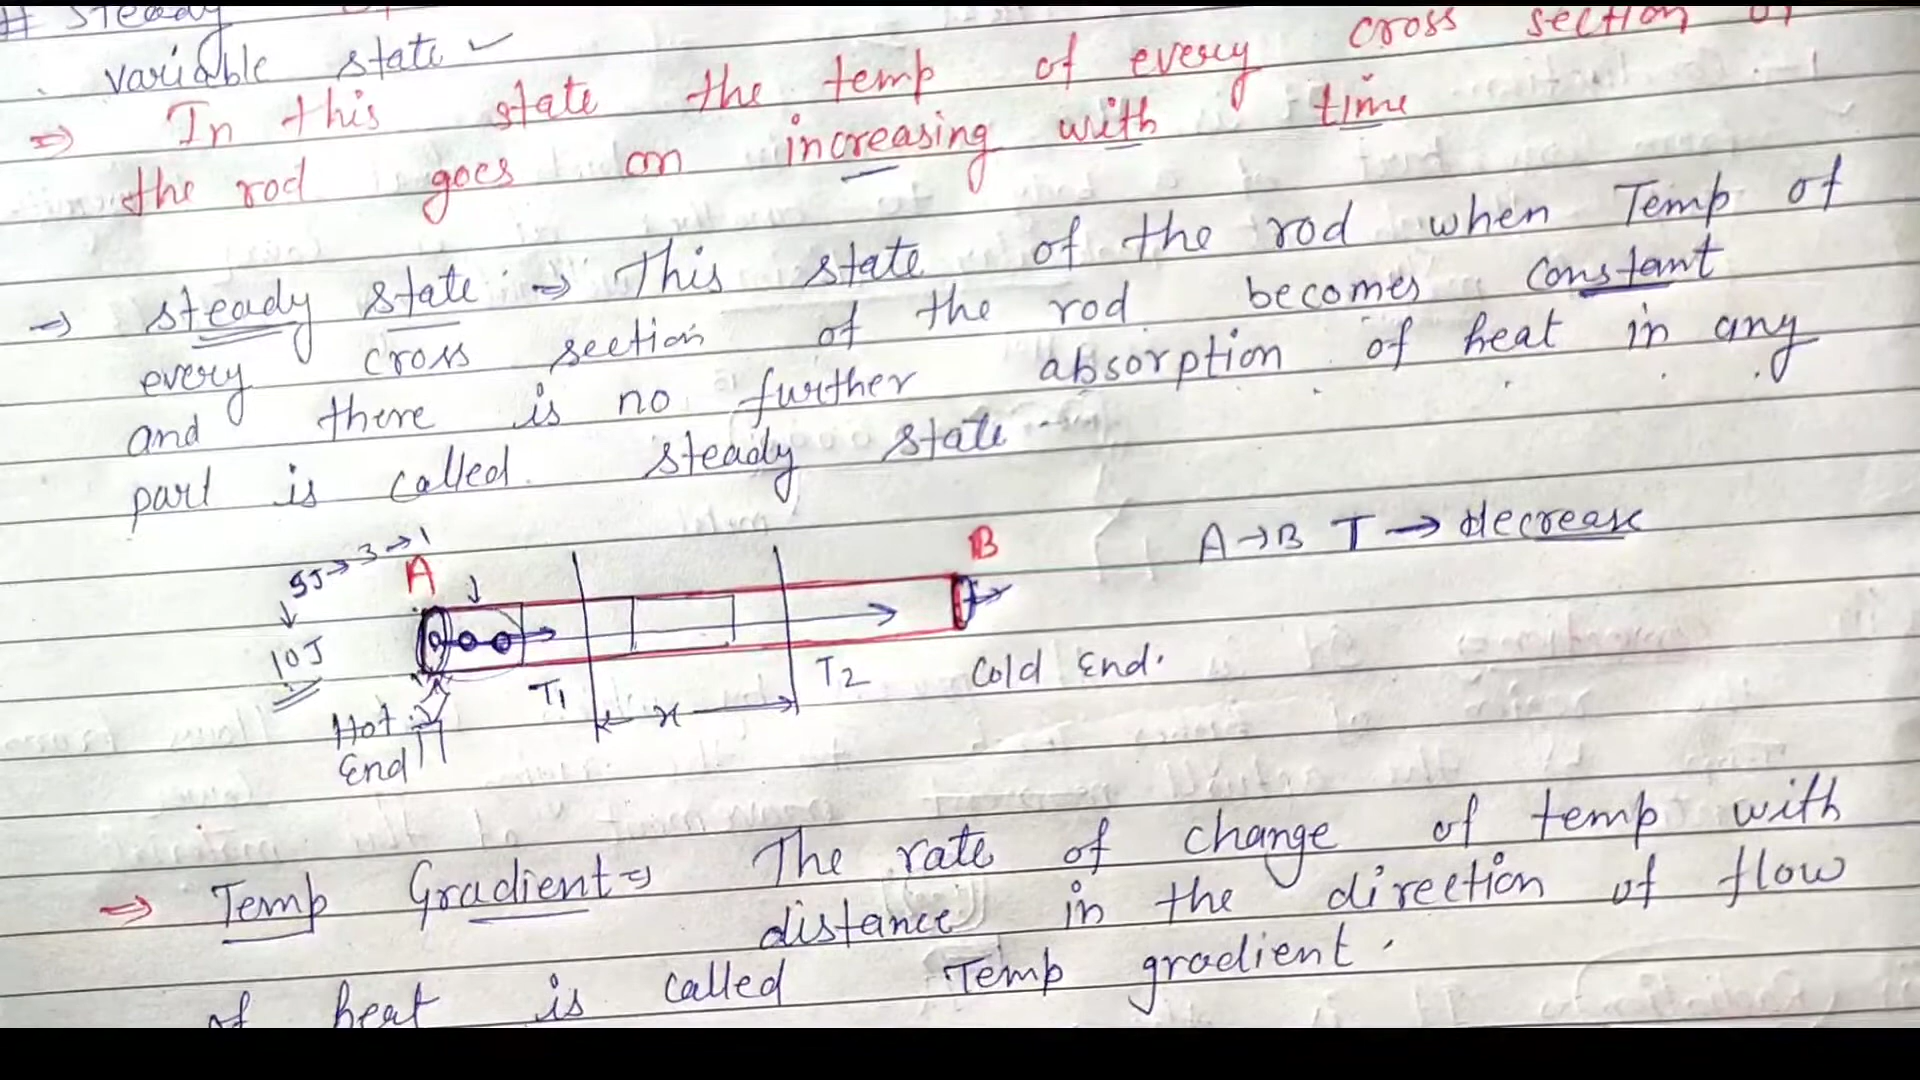 # Steady
variable state ✓
⇒ In this state the temp of every cross section of
the rod goes on increasing with time
→ steady state → This state of the rod when Temp of
every cross section of the rod becomes constant
and there is no further absorption of heat in any
part is called steady state
5J→3→1
10J
A
B
A→B T→decrease
T1
x
T2
Cold End.
Hot
End
⇒ Temp Gradient ⇒ The rate of change of temp with
distance in the direction of flow
of heat is called Temp gradient.